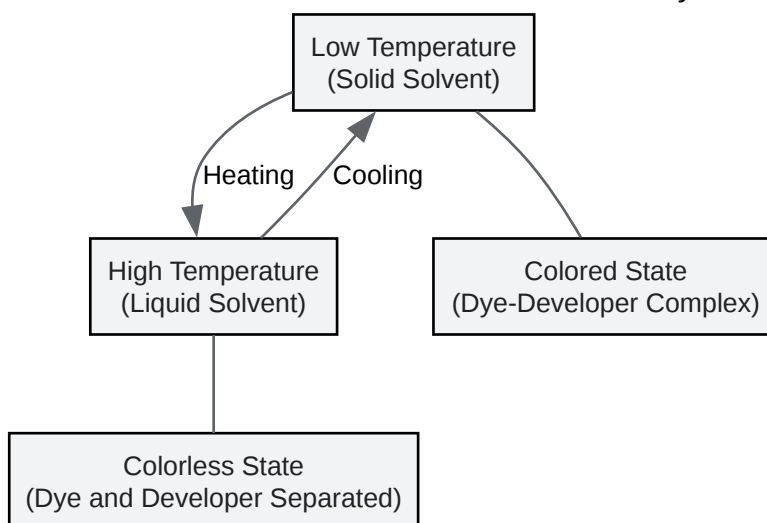 Low Temperature
(Solid Solvent)
Heating
Cooling
High Temperature
(Liquid Solvent)
Colored State
(Dye-Developer Complex)
Colorless State
(Dye and Developer Separated)